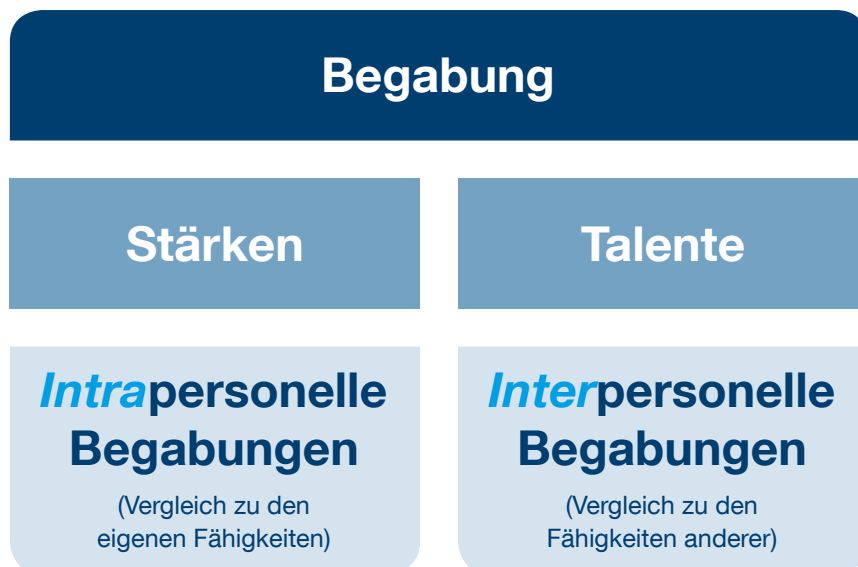 Begabung
Stärken
Talente
Intrapersonelle
Begabungen
(Vergleich zu den
eigenen Fähigkeiten)
Interpersonelle
Begabungen
(Vergleich zu den
Fähigkeiten anderer)